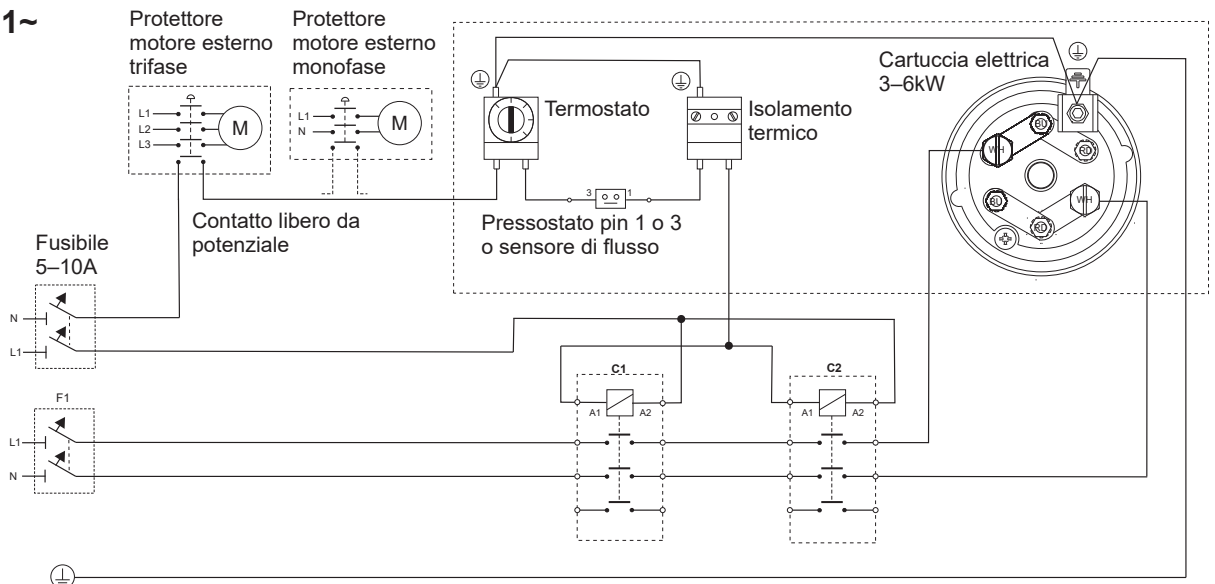 1~
Protettore
motore esterno
trifase
Protettore
motore esterno
monofase
L1
L2
L3
M
L1
N
M
Termostato
Isolamento
termico
Cartuccia elettrica
3–6kW
BU
WH
RD
BU
WH
RD
3
1
Contatto libero da
potenziale
Pressostato pin 1 o 3
o sensore di flusso
Fusibile
5–10A
N
L1
C1
A1
A2
C2
A1
A2
F1
L1
N